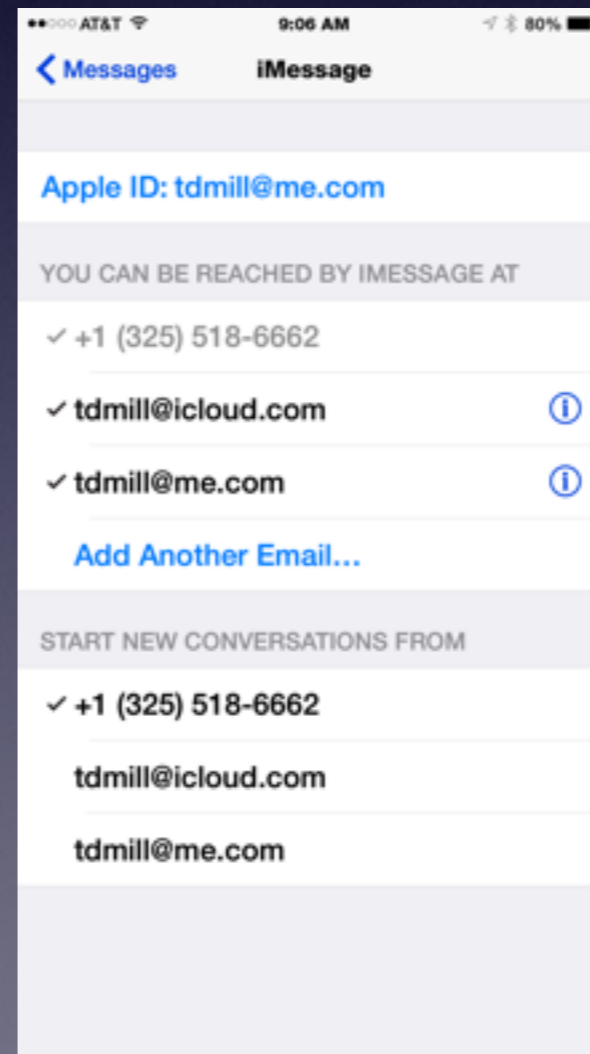 AT&T 9:06 AM 80%
Messages iMessage
Apple ID: tdmill@me.com
YOU CAN BE REACHED BY IMESSAGE AT
✓ +1 (325) 518-6662
✓ tdmill@icloud.com
✓ tdmill@me.com
Add Another Email...
START NEW CONVERSATIONS FROM
✓ +1 (325) 518-6662
tdmill@icloud.com
tdmill@me.com